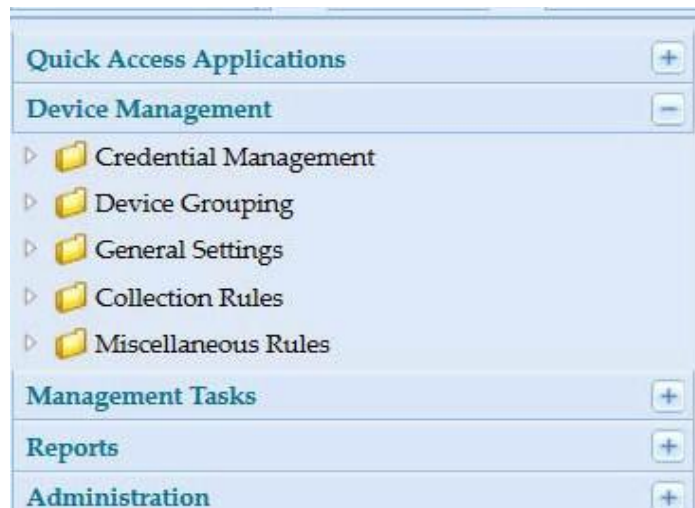 Quick Access Applications
Device Management
Credential Management
Device Grouping
General Settings
Collection Rules
Miscellaneous Rules
Management Tasks
Reports
Administration